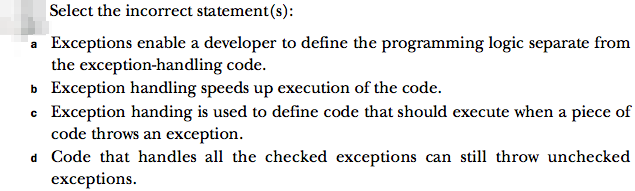 Select the incorrect statement(s):
a Exceptions enable a developer to define the programming logic separate from
the exception-handling code.
b Exception handling speeds up execution of the code.
c Exception handing is used to define code that should execute when a piece of
code throws an exception.
d Code that handles all the checked exceptions can still throw unchecked
exceptions.